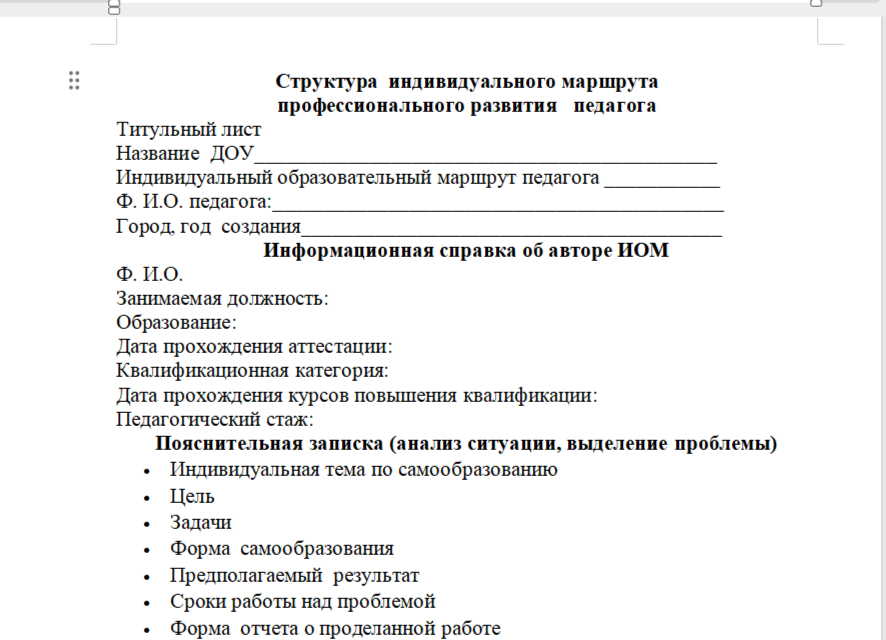 Структура индивидуального маршрута
профессионального развития педагога
Титульный лист
Название ДОУ____________________________________________
Индивидуальный образовательный маршрут педагога ___________
Ф. И.О. педагога:___________________________________________
Город, год создания________________________________________
Информационная справка об авторе ИОМ
Ф. И.О.
Занимаемая должность:
Образование:
Дата прохождения аттестации:
Квалификационная категория:
Дата прохождения курсов повышения квалификации:
Педагогический стаж:
Пояснительная записка (анализ ситуации, выделение проблемы)
• Индивидуальная тема по самообразованию
• Цель
• Задачи
• Форма самообразования
• Предполагаемый результат
• Сроки работы над проблемой
• Форма отчета о проделанной работе